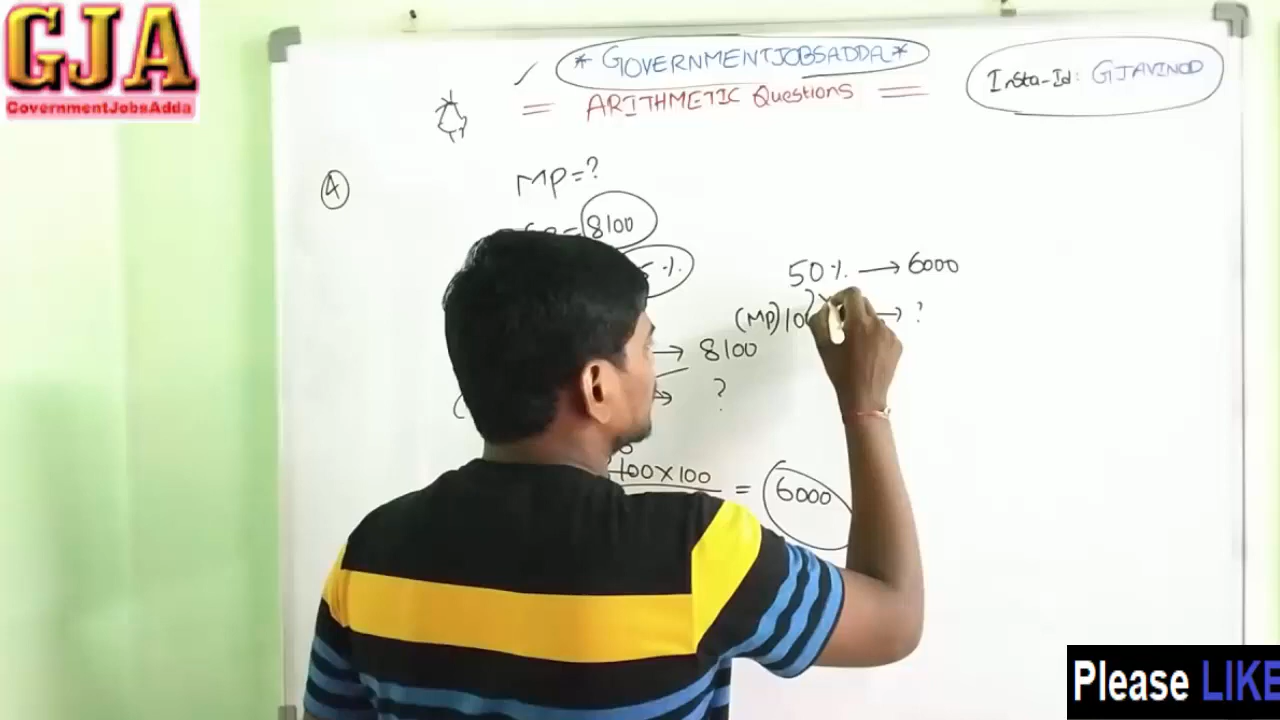 GJA
GovernmentJobsAdda
* GOVERNMENTJOBSADDA *
= ARITHMETIC Questions =
Insta-Id: GJAVINOD
4
MP=?
= 8100
%
50% → 6000
(MP) 10 → ?
→ 8100
→ ?
100×100 = 6000
Please LIKE